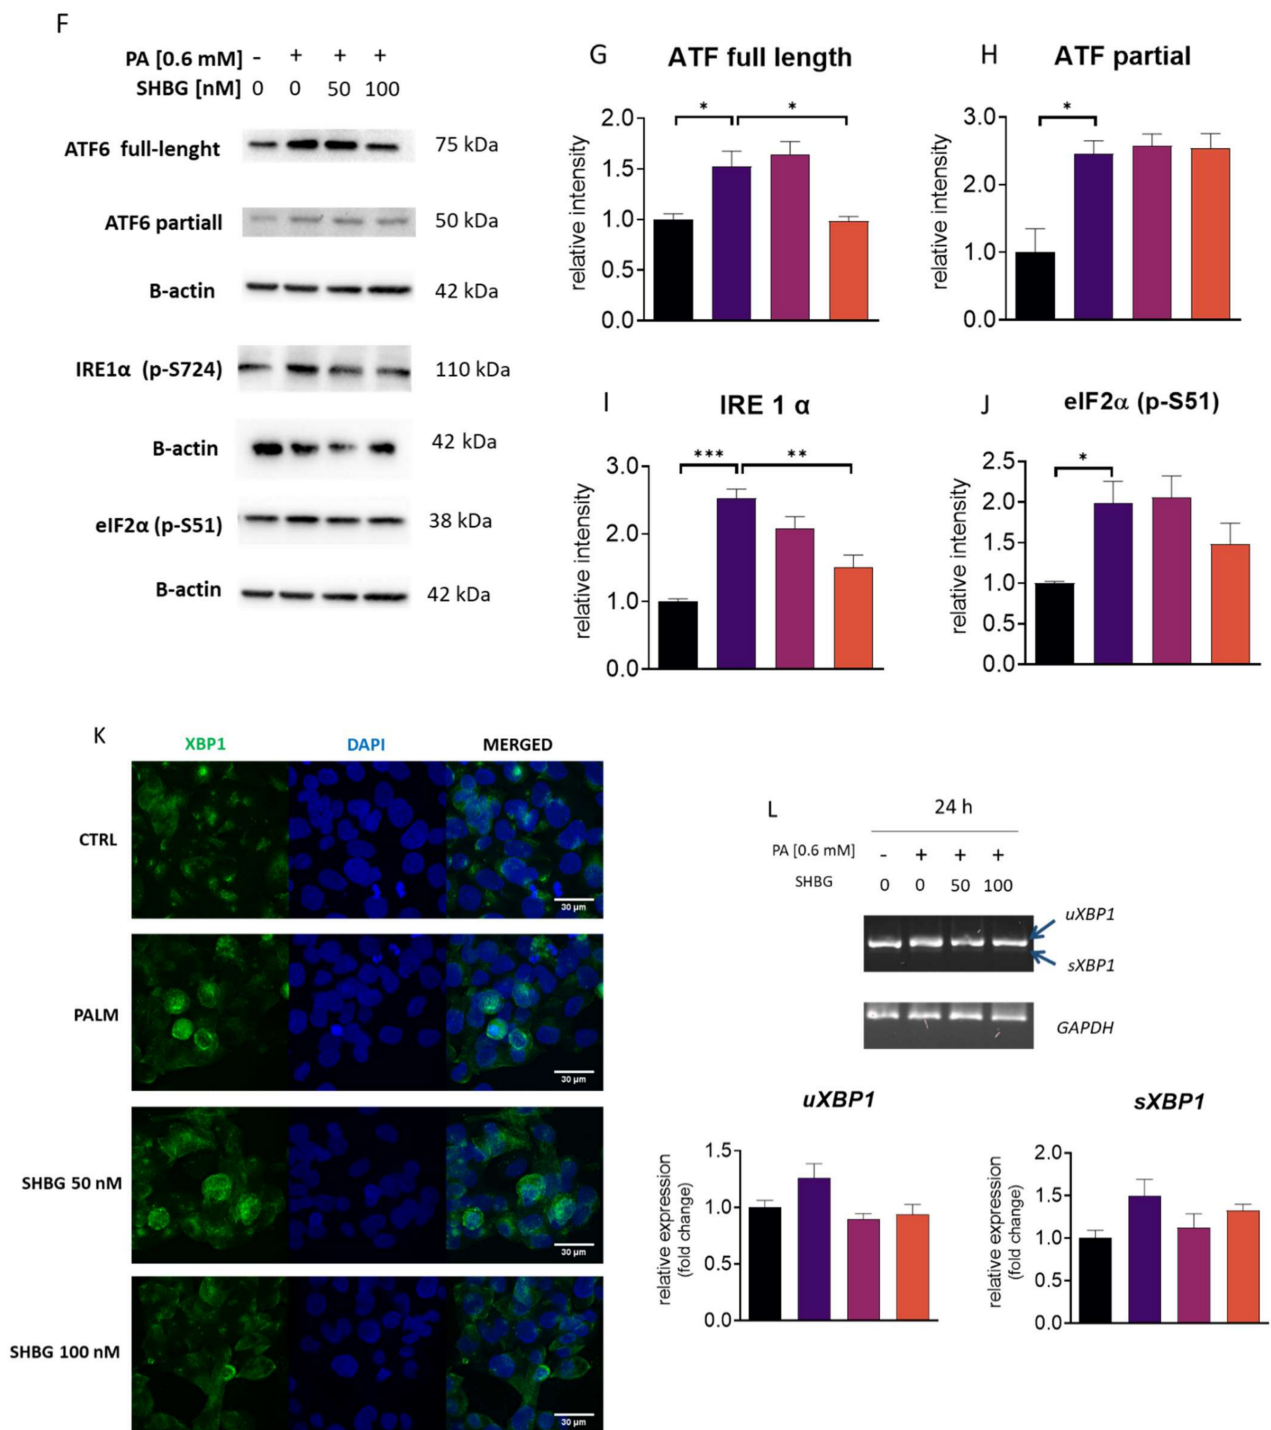 F
PA [0.6 mM] - + + +
SHBG [nM] 0 0 50 100
ATF6 full-lenght 75 kDa
ATF6 partiall 50 kDa
B-actin 42 kDa
IRE1α (p-S724) 110 kDa
B-actin 42 kDa
eIF2α (p-S51) 38 kDa
B-actin 42 kDa
G ATF full length
relative intensity
2.0
1.5
1.0
0.5
0.0
* *
H ATF partial
relative intensity
3.0
2.0
1.0
0.0
*
I IRE 1 α
relative intensity
3.0
2.0
1.0
0.0
*** **
J eIF2α (p-S51)
relative intensity
2.5
2.0
1.5
1.0
0.5
0.0
*
K
XBP1 DAPI MERGED
CTRL
30 µm
PALM
30 µm
SHBG 50 nM
30 µm
SHBG 100 nM
30 µm
L
24 h
PA [0.6 mM] - + + +
SHBG 0 0 50 100
uXBP1
sXBP1
GAPDH
uXBP1
relative expression
(fold change)
1.5
1.0
0.5
0.0
sXBP1
relative expression
(fold change)
2.0
1.5
1.0
0.5
0.0